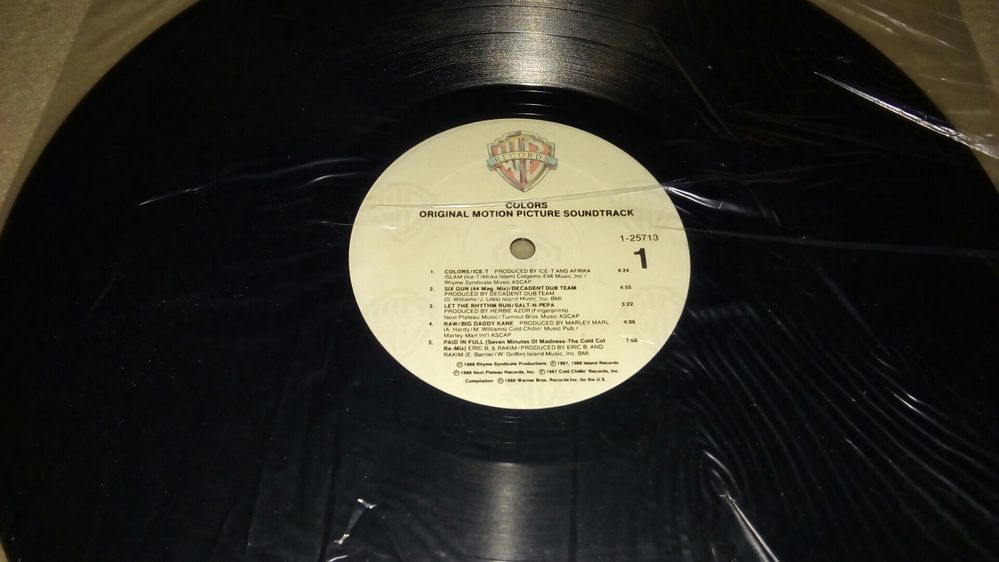 RECORDS
COLORS
ORIGINAL MOTION PICTURE SOUNDTRACK
1-25713
1
1. COLORS/ICE-T PRODUCED BY ICE-T AND AFRIKA 4:24
ISLAM (Ice-T/Afrika Islam) Colgems-EMI Music, Inc./
Rhyme Syndicate Music ASCAP
2. SIX GUN (44 Mag. Mix)/DECADENT DUB TEAM 4:55
PRODUCED BY DECADENT DUB TEAM
(D. Williams/J. Liles) Island Music, Inc. BMI
3. LET THE RHYTHM RUN/SALT-N-PEPA 3:22
PRODUCED BY HERBIE AZOR (Fingerprints)
Next Plateau Music/Turnout Bros. Music ASCAP
4. RAW/BIG DADDY KANE PRODUCED BY MARLEY MARL 4:06
(A. Hardy/M. Williams) Cold Chillin' Music Pub/
Marley Marl Int'l ASCAP
5. PAID IN FULL (Seven Minutes Of Madness-The Cold Cut 7:06
Re-Mix) ERIC B. & RAKIM/PRODUCED BY ERIC B. AND
RAKIM (E. Barrier/W. Griffin) Island Music, Inc. BMI
℗ 1988 Rhyme Syndicate Productions ℗ 1987, 1988 Island Records
℗ 1988 Next Plateau Records, Inc. ℗ 1987 Cold Chillin' Records, Inc.
Compilation ℗ 1988 Warner Bros. Records Inc. for the U.S.